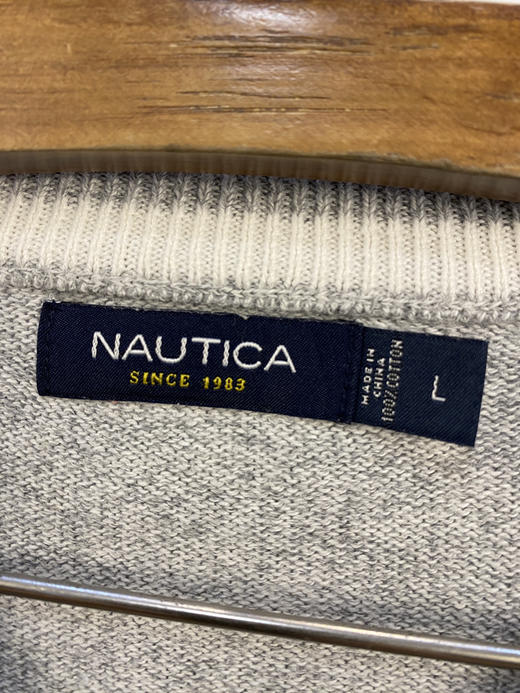 NAUTICA
SINCE 1983
MADE IN
CHINA
100% COTTON
L